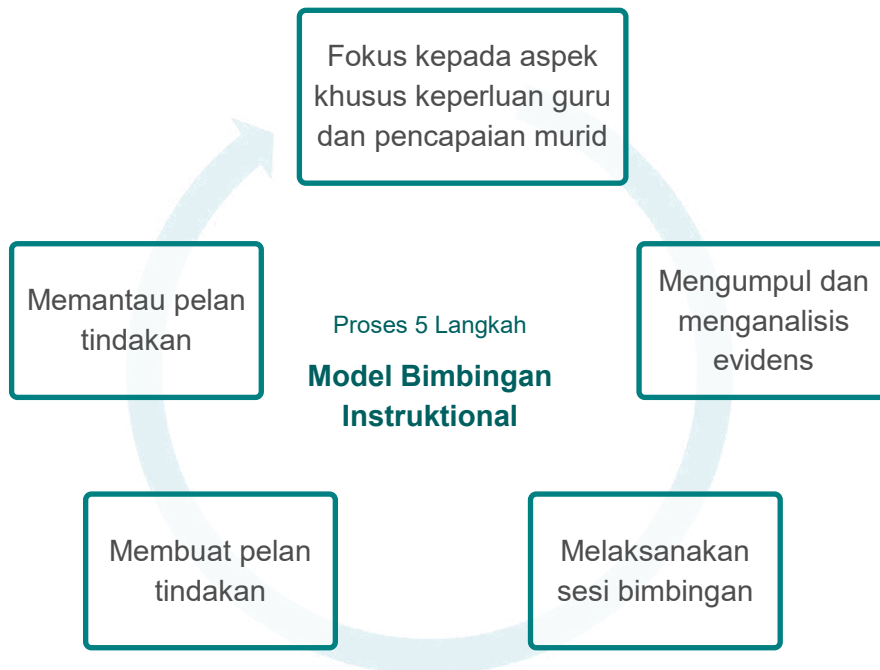 Fokus kepada aspek
khusus keperluan guru
dan pencapaian murid
Mengumpul dan
menganalisis
evidens
Melaksanakan
sesi bimbingan
Membuat pelan
tindakan
Memantau pelan
tindakan
Proses 5 Langkah
Model Bimbingan
Instruktional